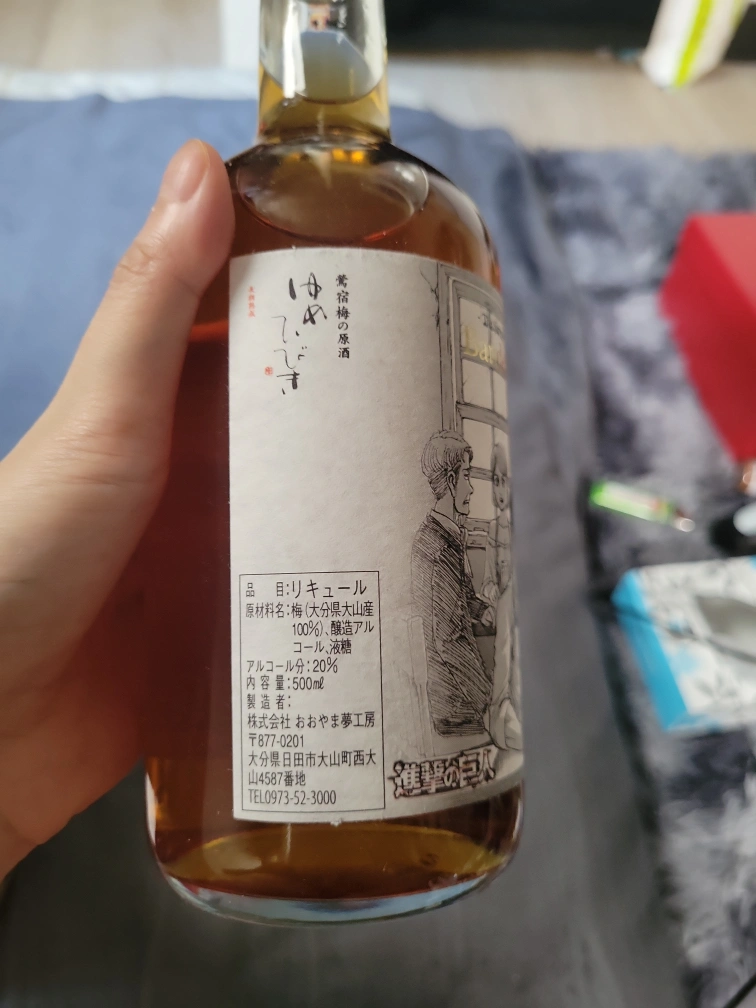 鶯宿梅の原酒
ゆめひびき
品 目:リキュール
原材料名:梅(大分県大山産
100%)、醸造アル
コール、液糖
アルコール分:20%
内容量:500㎖
製造者:
株式会社 おおやま夢工房
〒877-0201
大分県日田市大山町西大
山4587番地
TEL0973-52-3000
進撃の巨人